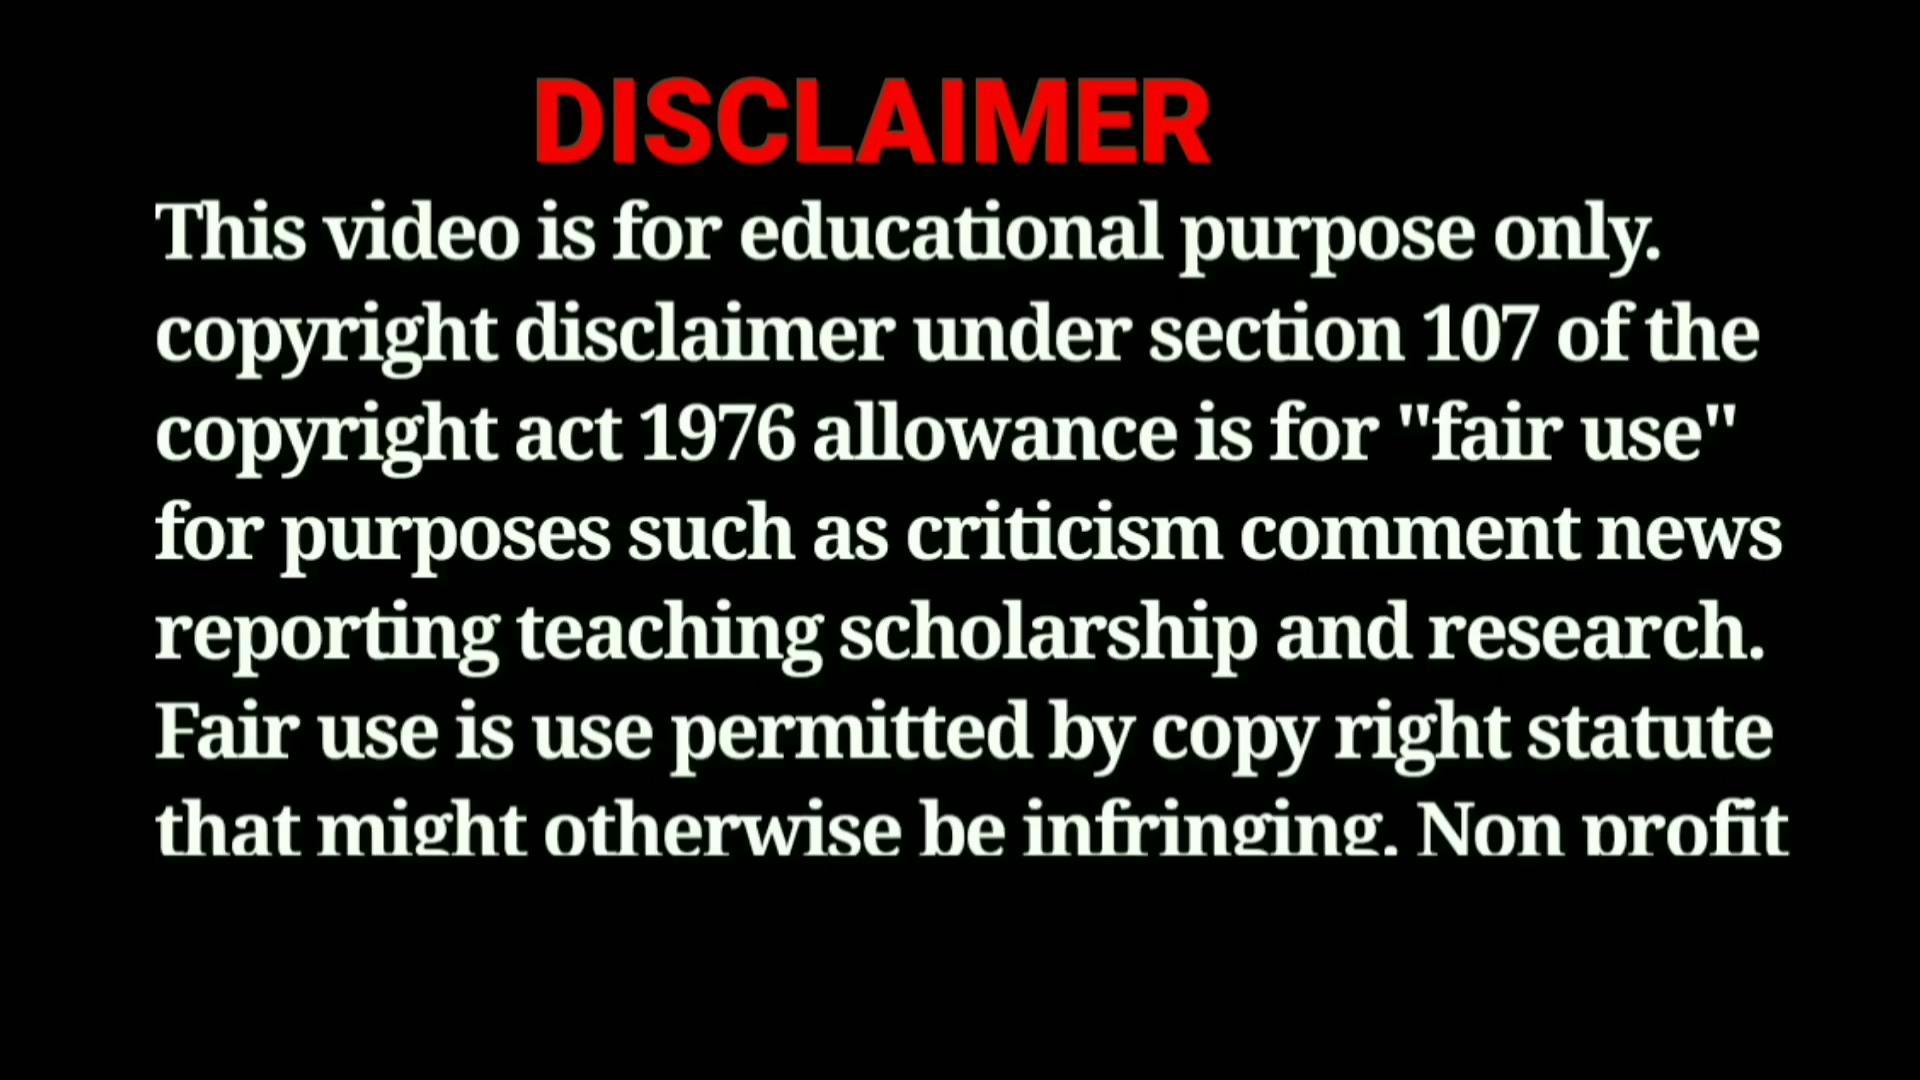 DISCLAIMER
This video is for educational purpose only.
copyright disclaimer under section 107 of the
copyright act 1976 allowance is for "fair use"
for purposes such as criticism comment news
reporting teaching scholarship and research.
Fair use is use permitted by copy right statute
that might otherwise be infringing. Non profit